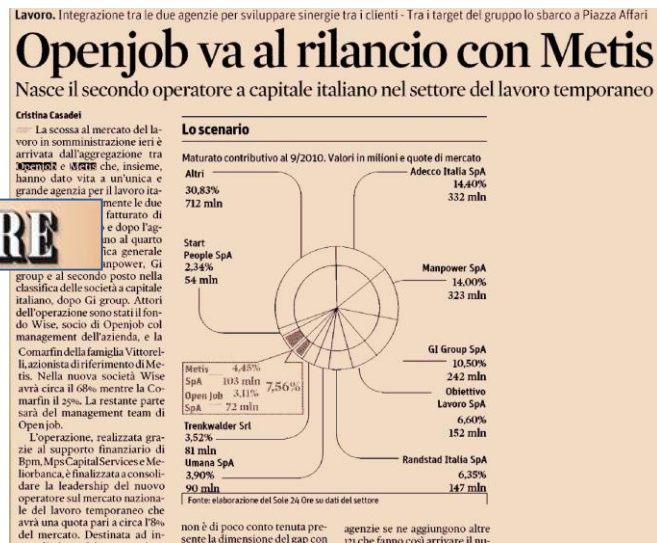 Lavoro. Integrazione tra le due agenzie per sviluppare sinergie tra i clienti - Tra i target del gruppo lo sbarco a Piazza Affari
Openjob va al rilancio con Metis
Nasce il secondo operatore a capitale italiano nel settore del lavoro temporaneo
Cristina Casadei
La scossa al mercato del la-
voro in somministrazione ieri è
arrivata dall'aggregazione tra
Openjob e Metis che, insieme,
hanno dato vita a un'unica e
grande agenzia per il lavoro ita-
mente le due
fatturato di
e dopo l'ag-
no al quarto
fica generale
anpower, Gi
group e al secondo posto nella
classifica delle società a capitale
italiano, dopo Gi group. Attori
dell'operazione sono stati il fon-
do Wise, socio di Openjob col
management dell'azienda, e la
Comarfin della famiglia Vittorel-
li, azionista di riferimento di Me-
tis. Nella nuova società Wise
avrà circa il 68% mentre la Co-
marfin il 25%. La restante parte
sarà del management team di
Openjob.
L'operazione, realizzata gra-
zie al supporto finanziario di
Bpm, Mps Capital Services e Me-
liorbanca, è finalizzata a consoli-
dare la leadership del nuovo
operatore sul mercato naziona-
le del lavoro temporaneo che
avrà una quota pari a circa l'8%
del mercato. Destinata ad in-
RE
Lo scenario
Maturato contributivo al 9/2010. Valori in milioni e quote di mercato
Altri
30,83%
712 mln
Start
People SpA
2,34%
54 mln
Metis SpA 4,45% 103 mln
Open Job SpA 3,11% 72 mln
7,56%
Trenkwalder Srl
3,52%
81 mln
Umana SpA
3,90%
90 mln
Adecco Italia SpA
14,40%
332 mln
Manpower SpA
14,00%
323 mln
GI Group SpA
10,50%
242 mln
Obiettivo
Lavoro SpA
6,60%
152 mln
Randstad Italia SpA
6,35%
147 mln
Fonte: elaborazione del Sole 24 Ore su dati del settore
non è di poco conto tenuta pre-
sente la dimensione del gap con
agenzie se ne aggiungono altre
121 che fanno così arrivare il nu-